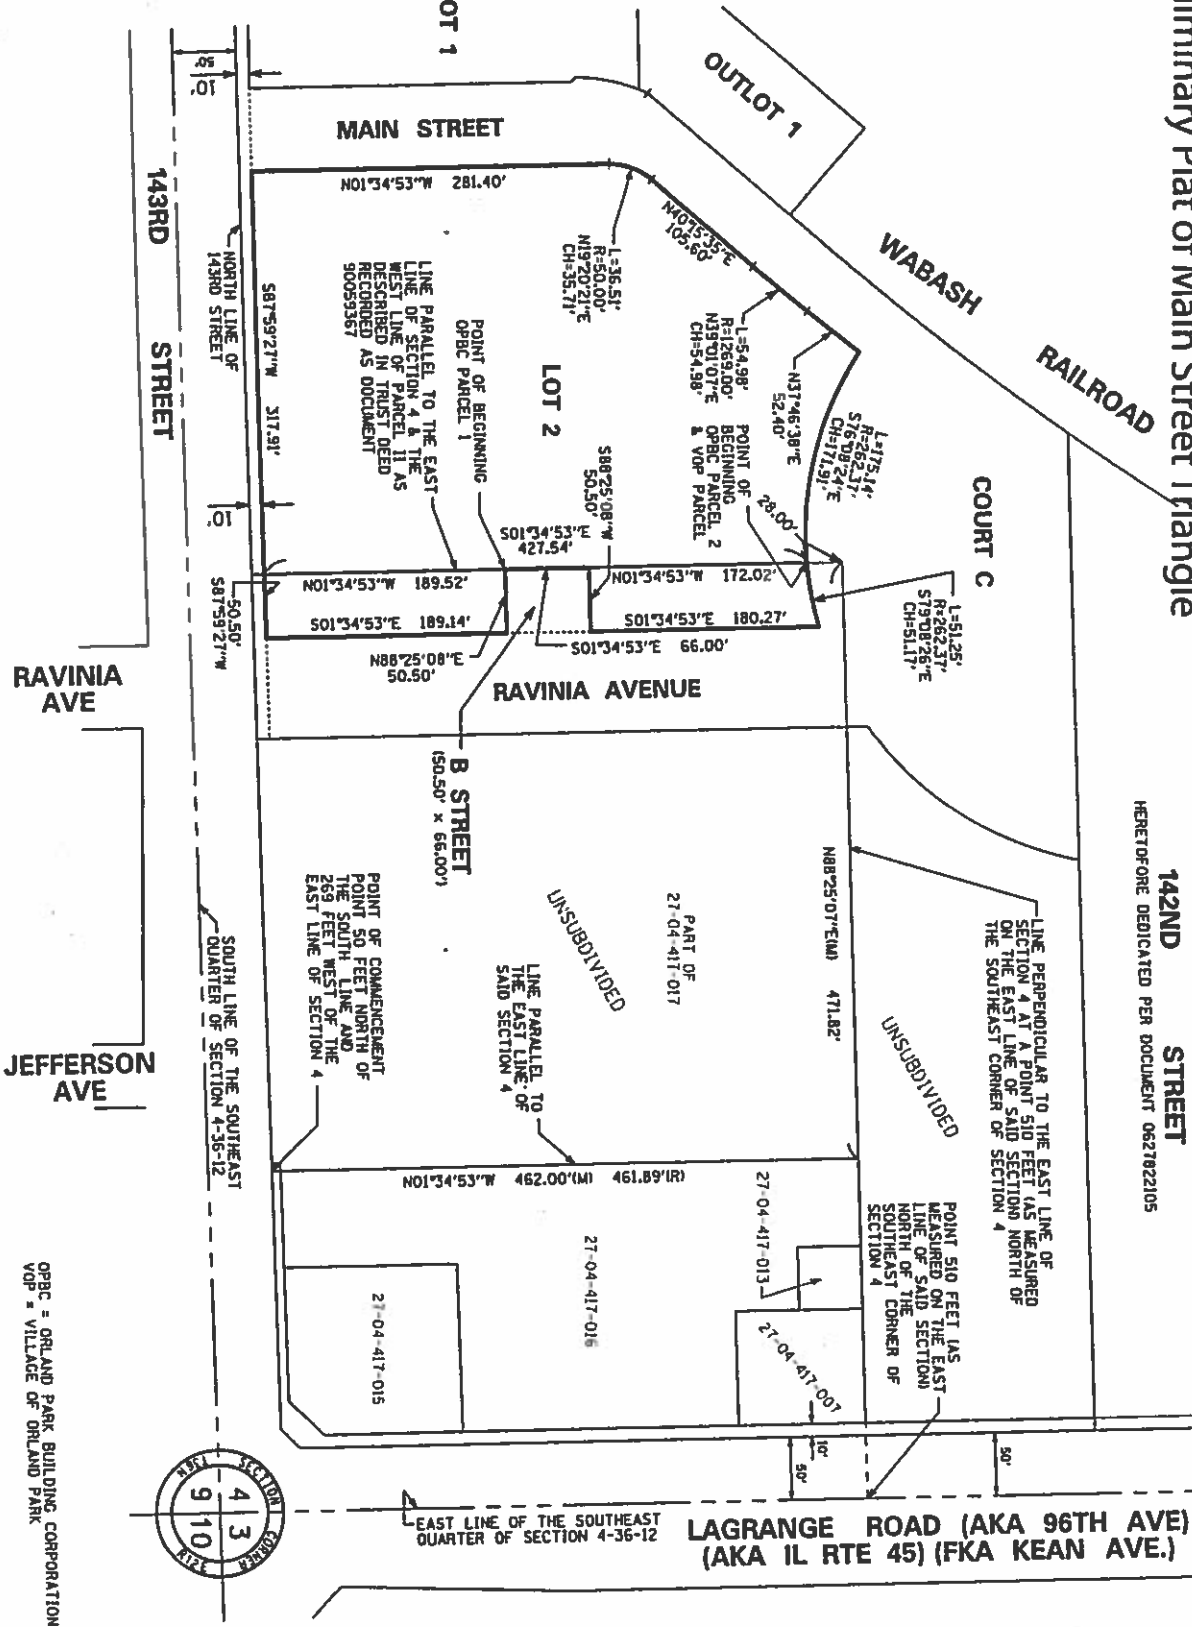 Preliminary Plat of Main Street Triangle
OUTLOT 1
LOT 1
MAIN STREET
WABASH
RAILROAD
142ND STREET
HERETOFORE DEDICATED PER DOCUMENT 0627822105
COURT C
N01°34'53"W 281.40'
L=36.51'
R=50.00'
N19°20'21"E
CH=35.71'
N40°15'35"E
105.60'
L=54.98'
R=1269.00'
N39°01'07"E
CH=54.98'
N37°46'38"E
52.40'
L=175.14'
R=262.37'
S76°08'24"E
CH=171.91'
L=51.25'
R=262.37'
S79°08'26"E
CH=51.17'
28.00'
POINT OF
BEGINNING
OPBC PARCEL 2
& VOP PARCEL
LOT 2
S88°25'08"W
50.50'
POINT OF BEGINNING
OPBC PARCEL 1
LINE PARALLEL TO THE EAST
LINE OF SECTION 4 & THE
WEST LINE OF PARCEL 11 AS
DESCRIBED IN TRUST DEED
RECORDED AS DOCUMENT
90059367
S01°34'53"E
427.54'
N01°34'53"W 189.52'
S01°34'53"E 189.14'
N01°34'53"W 172.02'
S01°34'53"E 180.27'
S01°34'53"E 66.00'
N88°25'08"E
50.50'
RAVINIA AVENUE
B STREET
(50.50' x 66.00')
S87°59'27"W 317.91'
50.50'
S87°59'27"W
NORTH LINE OF
143RD STREET
10'
10'
50'
143RD STREET
RAVINIA
AVE
JEFFERSON
AVE
LINE PERPENDICULAR TO THE EAST LINE OF
SECTION 4 AT A POINT 510 FEET (AS MEASURED
ON THE EAST LINE OF SAID SECTION) NORTH OF
THE SOUTHEAST CORNER OF SECTION 4
N88°25'07"E(M) 471.82'
UNSUBDIVIDED
PART OF
27-04-417-017
UNSUBDIVIDED
LINE PARALLEL TO
THE EAST LINE OF
SAID SECTION 4
POINT OF COMMENCEMENT
POINT 50 FEET NORTH OF
THE SOUTH LINE AND
269 FEET WEST OF THE
EAST LINE OF SECTION 4
SOUTH LINE OF THE SOUTHEAST
QUARTER OF SECTION 4-36-12
N01°34'53"W 462.00'(M) 461.89'(R)
POINT 510 FEET (AS
MEASURED ON THE EAST
LINE OF SAID SECTION)
NORTH OF THE
SOUTHEAST CORNER OF
SECTION 4
27-04-417-013
27-04-417-007
27-04-417-016
27-04-417-015
10'
50'
50'
EAST LINE OF THE SOUTHEAST
QUARTER OF SECTION 4-36-12
LAGRANGE ROAD (AKA 96TH AVE)
(AKA IL RTE 45) (FKA KEAN AVE.)
SECTION CORNER
T36N
R12E
4 3
9 10
OPBC = ORLAND PARK BUILDING CORPORATION
VOP = VILLAGE OF ORLAND PARK